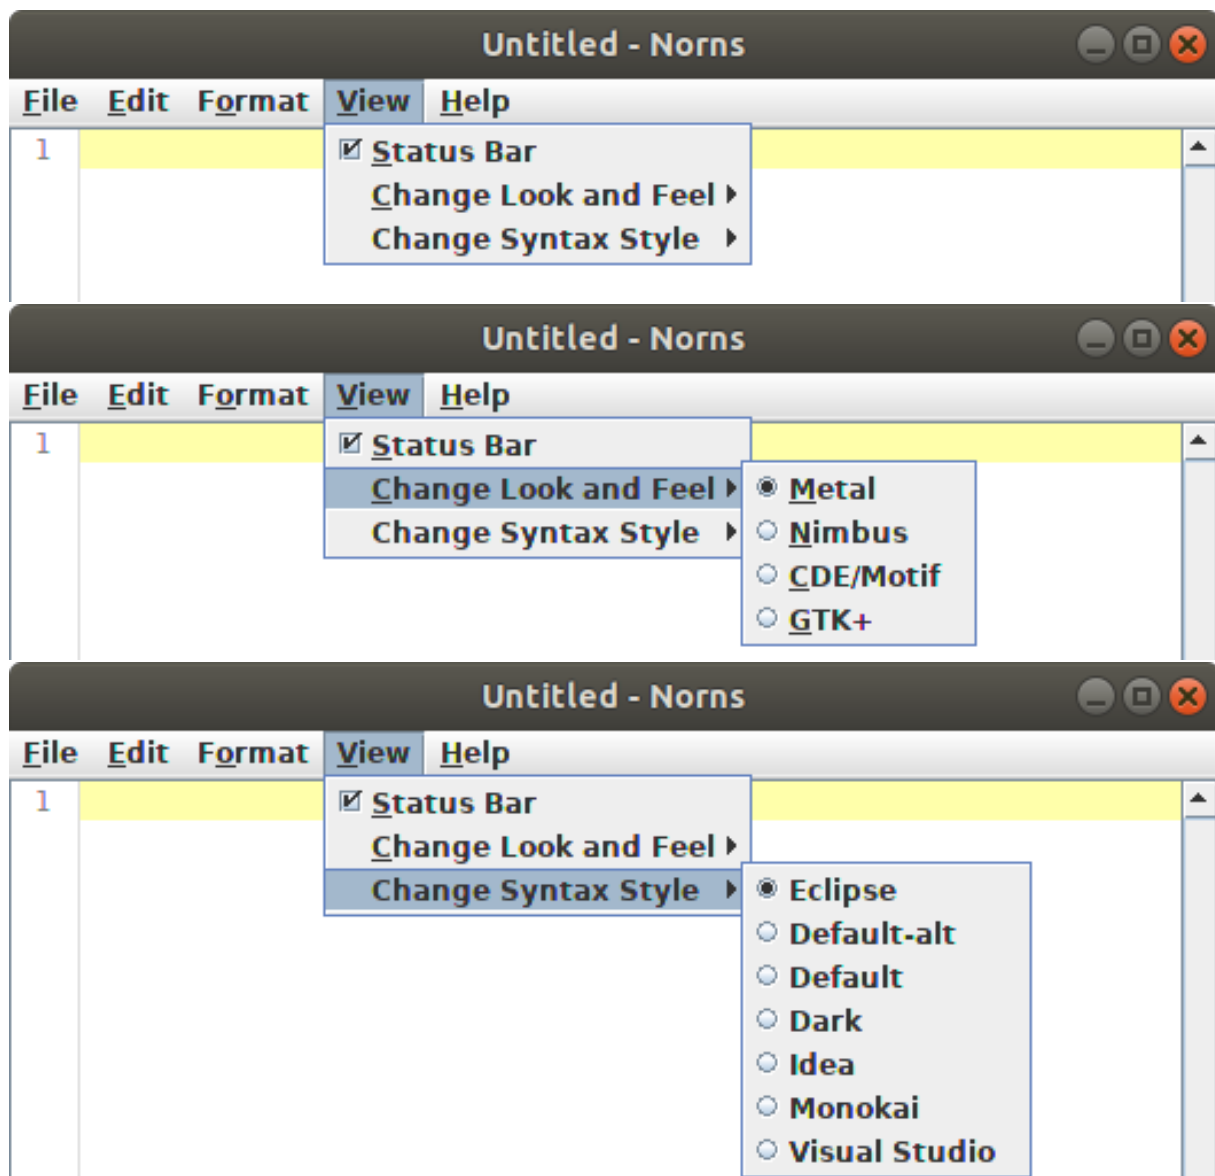 Untitled - Norns
File Edit Format View Help
1
Status Bar
Change Look and Feel
Change Syntax Style
Untitled - Norns
File Edit Format View Help
1
Status Bar
Change Look and Feel
Change Syntax Style
Metal
Nimbus
CDE/Motif
GTK+
Untitled - Norns
File Edit Format View Help
1
Status Bar
Change Look and Feel
Change Syntax Style
Eclipse
Default-alt
Default
Dark
Idea
Monokai
Visual Studio